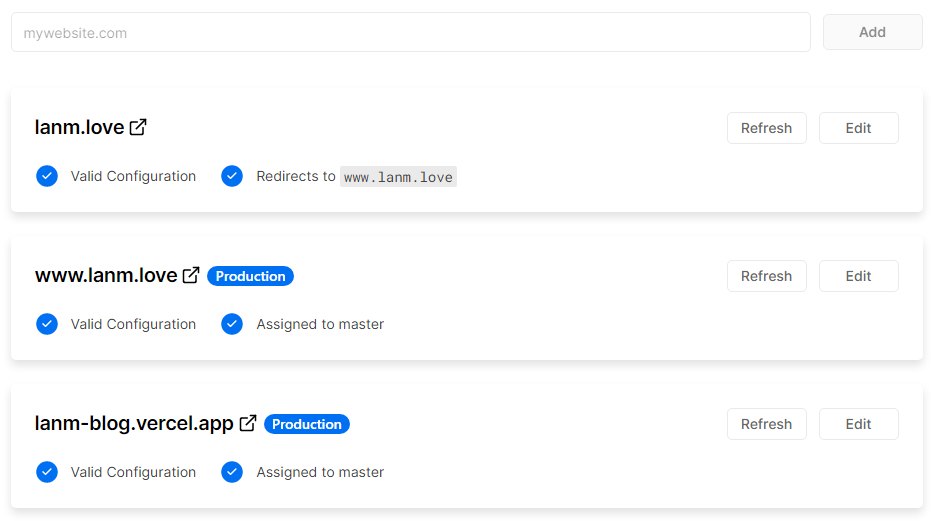 mywebsite.com Add
lanm.love Refresh Edit
Valid Configuration Redirects to www.lanm.love
www.lanm.love Production Refresh Edit
Valid Configuration Assigned to master
lanm-blog.vercel.app Production Refresh Edit
Valid Configuration Assigned to master